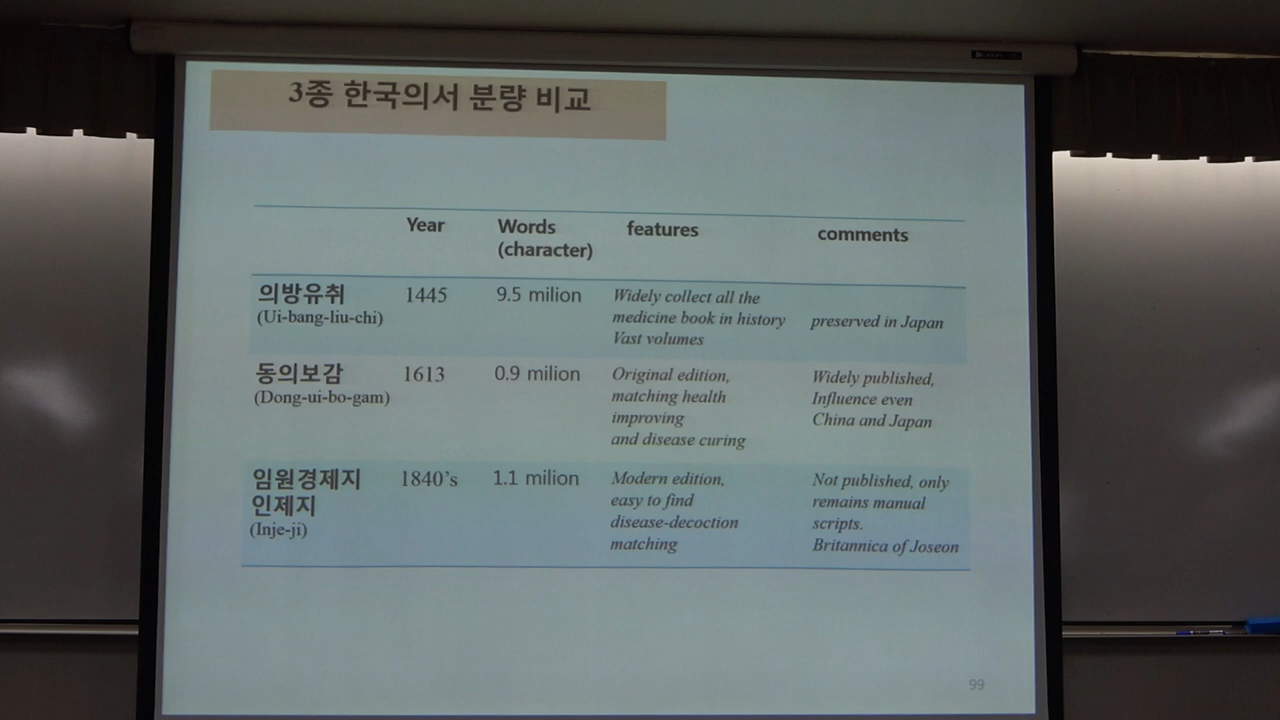 3종 한국의서 분량 비교
Year Words features comments
(character)
의방유취 1445 9.5 milion Widely collect all the
(Ui-bang-liu-chi) medicine book in history preserved in Japan
Vast volumes
동의보감 1613 0.9 milion Original edition, Widely published,
(Dong-ui-bo-gam) matching health Influence even
improving China and Japan
and disease curing
임원경제지 1840's 1.1 milion Modern edition, Not published, only
인제지 easy to find remains manual
(Inje-ji) disease-decoction scripts.
matching Britannica of Joseon
99